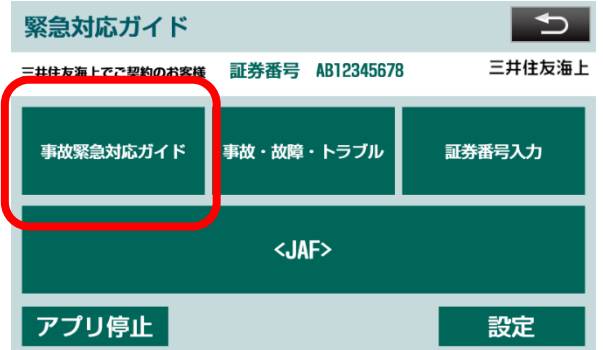 緊急対応ガイド
三井住友海上でご契約のお客様 証券番号 AB12345678 三井住友海上
事故緊急対応ガイド 事故・故障・トラブル 証券番号入力
<JAF>
アプリ停止 設定